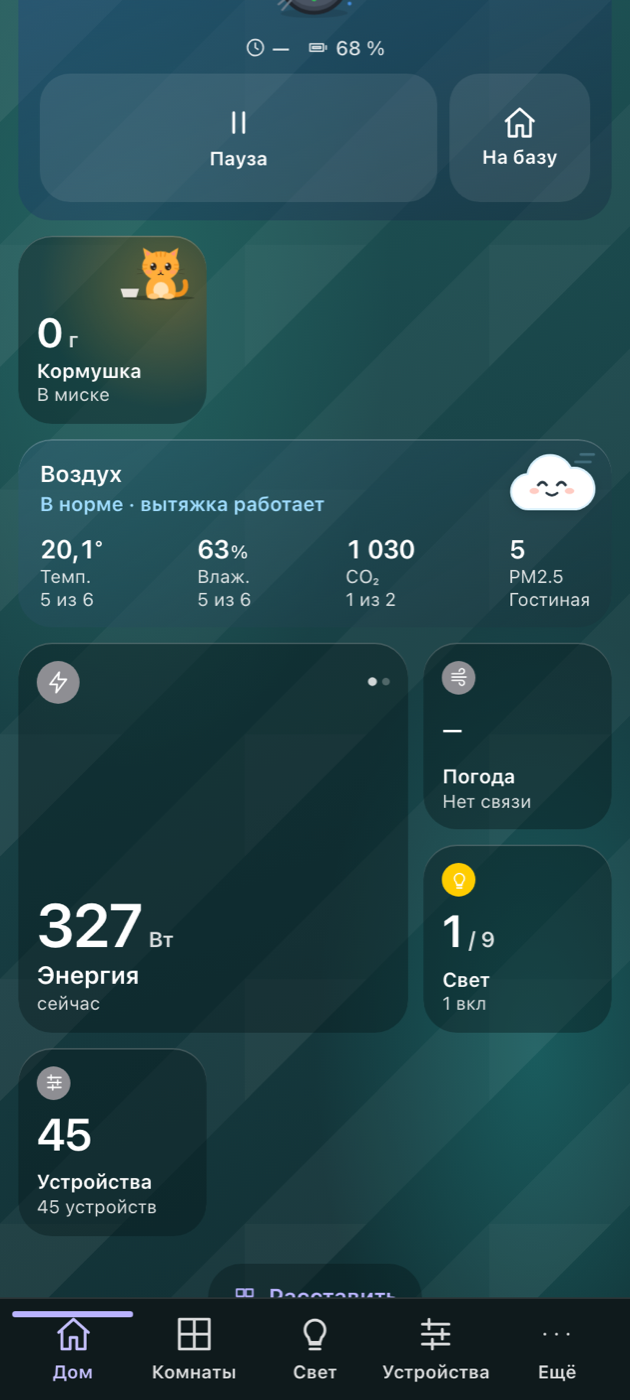 — 68 %
Пауза
На базу
0 г
Кормушка
В миске
Воздух
В норме · вытяжка работает
20,1° 63% 1 030 5
Темп. Влаж. CO₂ PM2.5
5 из 6 5 из 6 1 из 2 Гостиная
—
Погода
Нет связи
327 Вт
Энергия
сейчас
1 / 9
Свет
1 вкл
45
Устройства
45 устройств
Расставить
Дом Комнаты Свет Устройства Ещё